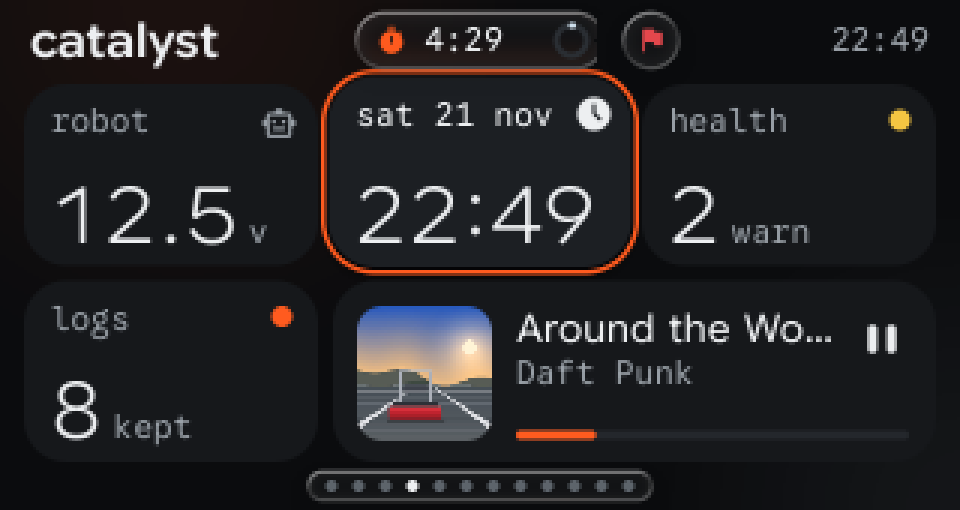 catalyst
4:29
22:49
robot
12.5 v
sat 21 nov
22:49
health
2 warn
logs
8 kept
Around the Wo...
Daft Punk